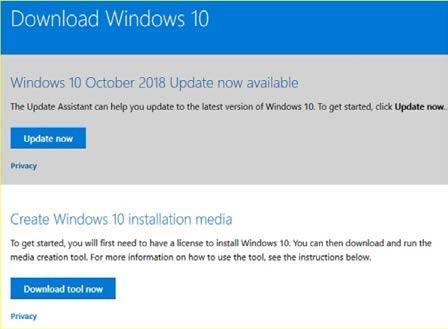 Download Windows 10
Windows 10 October 2018 Update now available
The Update Assistant can help you update to the latest version of Windows 10. To get started, click Update now.
Update now
Privacy
Create Windows 10 installation media
To get started, you will first need to have a license to install Windows 10. You can then download and run the
media creation tool. For more information on how to use the tool, see the instructions below.
Download tool now
Privacy